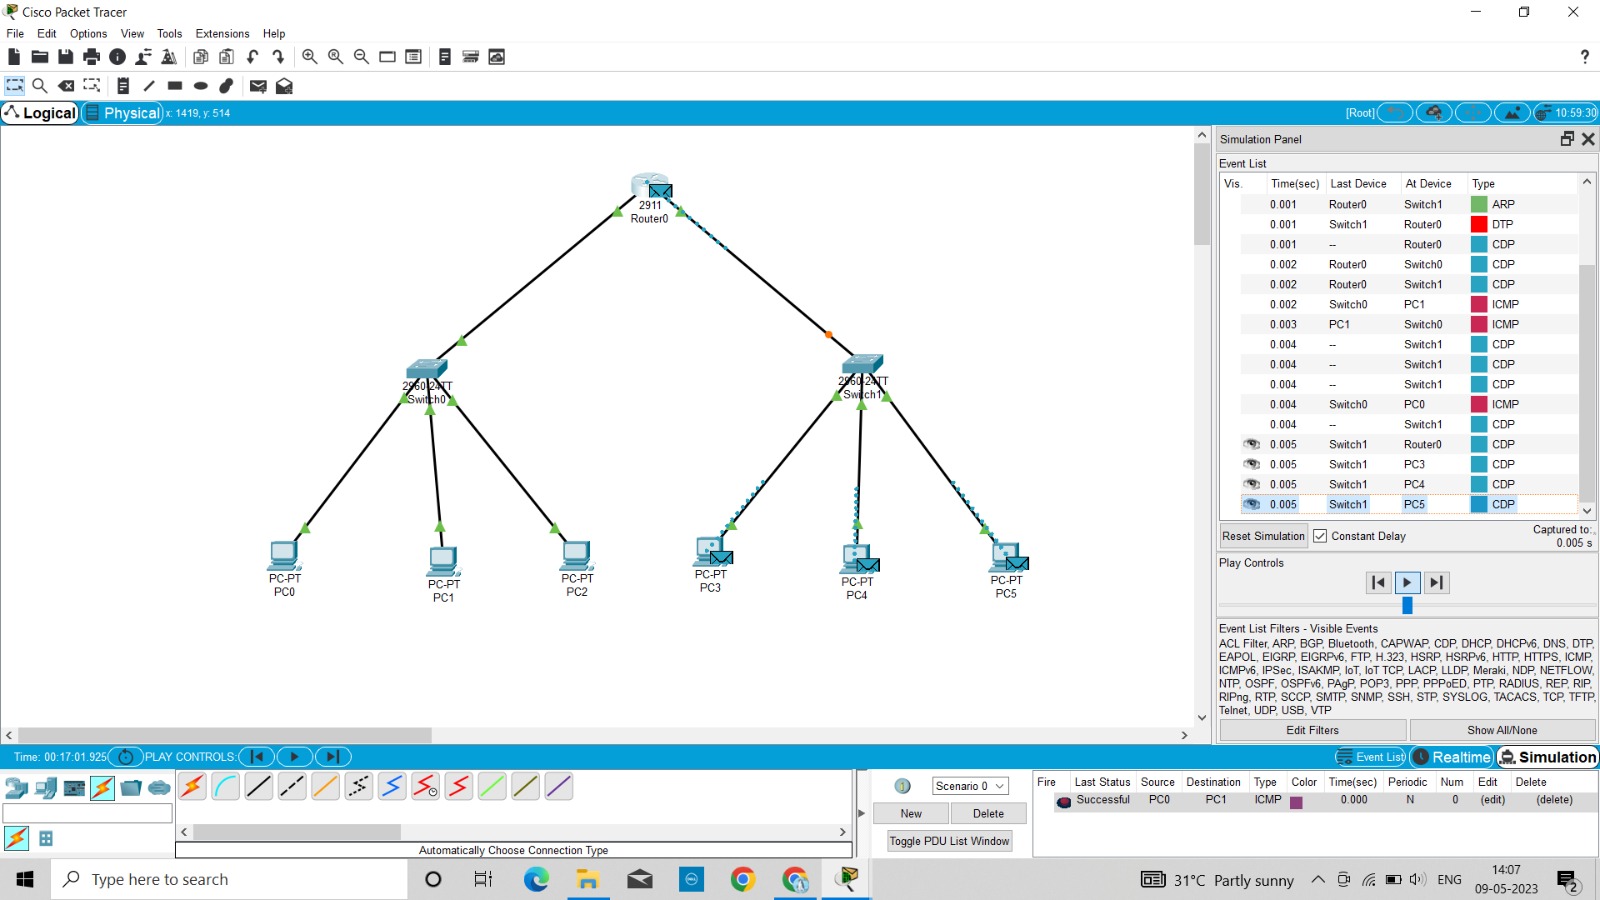 Cisco Packet Tracer
File Edit Options View Tools Extensions Help
?
Logical Physical x: 1419, y: 514 [Root] 10:59:30
2911
Router0
2960-24TT
Switch0
2960-24TT
Switch1
PC-PT
PC0
PC-PT
PC1
PC-PT
PC2
PC-PT
PC3
PC-PT
PC4
PC-PT
PC5
Simulation Panel
Event List
Vis. Time(sec) Last Device At Device Type
0.001 Router0 Switch1 ARP
0.001 Switch1 Router0 DTP
0.001 -- Router0 CDP
0.002 Router0 Switch0 CDP
0.002 Router0 Switch1 CDP
0.002 Switch0 PC1 ICMP
0.003 PC1 Switch0 ICMP
0.004 -- Switch1 CDP
0.004 -- Switch1 CDP
0.004 -- Switch1 CDP
0.004 Switch0 PC0 ICMP
0.004 -- Switch1 CDP
0.005 Switch1 Router0 CDP
0.005 Switch1 PC3 CDP
0.005 Switch1 PC4 CDP
0.005 Switch1 PC5 CDP
Reset Simulation Constant Delay Captured to:
0.005 s
Play Controls
Event List Filters - Visible Events
ACL Filter, ARP, BGP, Bluetooth, CAPWAP, CDP, DHCP, DHCPv6, DNS, DTP,
EAPOL, EIGRP, EIGRPv6, FTP, H.323, HSRP, HSRPv6, HTTP, HTTPS, ICMP,
ICMPv6, IPSec, ISAKMP, IoT, IoT TCP, LACP, LLDP, Meraki, NDP, NETFLOW,
NTP, OSPF, OSPFv6, PAgP, POP3, PPP, PPPoED, PTP, RADIUS, REP, RIP,
RIPng, RTP, SCCP, SMTP, SNMP, SSH, STP, SYSLOG, TACACS, TCP, TFTP,
Telnet, UDP, USB, VTP
Edit Filters Show All/None
Time: 00:17:01.925 PLAY CONTROLS: Event List Realtime Simulation
Automatically Choose Connection Type
Scenario 0
New Delete
Toggle PDU List Window
Fire Last Status Source Destination Type Color Time(sec) Periodic Num Edit Delete
Successful PC0 PC1 ICMP 0.000 N 0 (edit) (delete)
Type here to search
31°C Partly sunny ENG 14:07
09-05-2023
2